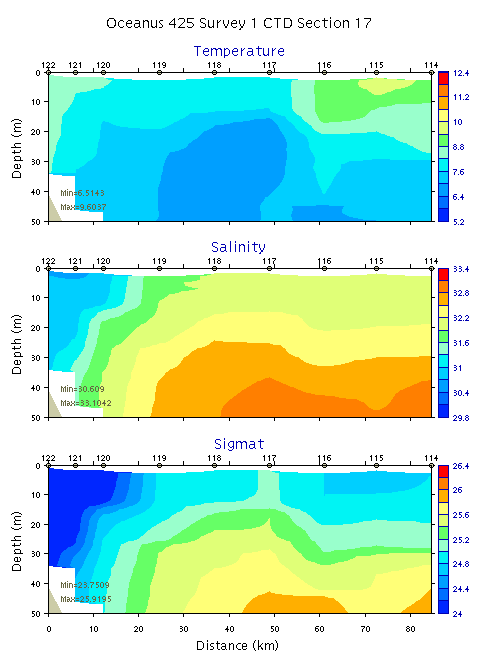 Oceanus 425 Survey 1 CTD Section 17
Temperature
122 121 120 119 118 117 116 115 114
0
10
20
30
40
50
Depth (m)
Min=6.5143
Max=9.6037
12.4
11.2
10
8.8
7.6
6.4
5.2
Salinity
122 121 120 119 118 117 116 115 114
0
10
20
30
40
50
Depth (m)
Min=30.609
Max=33.1042
33.4
32.8
32.2
31.6
31
30.4
29.8
Sigmat
122 121 120 119 118 117 116 115 114
0
10
20
30
40
50
Depth (m)
Min=23.7509
Max=25.9195
26.4
26
25.6
25.2
24.8
24.4
24
0 10 20 30 40 50 60 70 80
Distance (km)